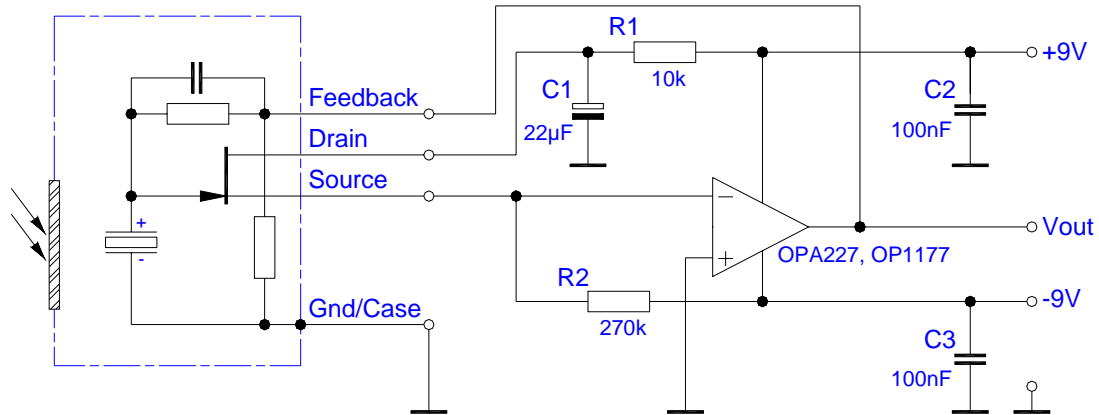 R1
10k
+9V
C1
22µF
C2
100nF
Feedback
Drain
Source
+
-
−
+
OPA227, OP1177
Vout
R2
270k
-9V
Gnd/Case
C3
100nF